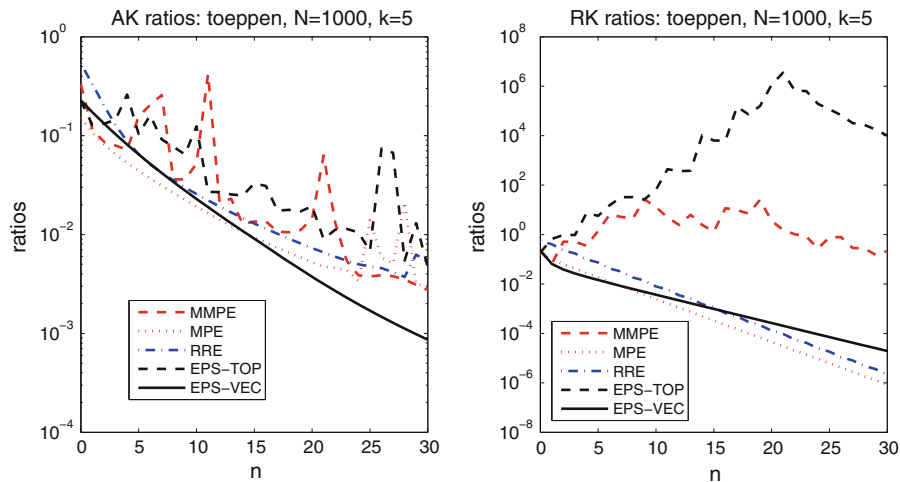 AK ratios: toeppen, N=1000, k=5
10^0
10^-1
10^-2
10^-3
10^-4
ratios
MMPE
MPE
RRE
EPS-TOP
EPS-VEC
0 5 10 15 20 25 30
n
RK ratios: toeppen, N=1000, k=5
10^8
10^6
10^4
10^2
10^0
10^-2
10^-4
10^-6
10^-8
ratios
MMPE
MPE
RRE
EPS-TOP
EPS-VEC
0 5 10 15 20 25 30
n